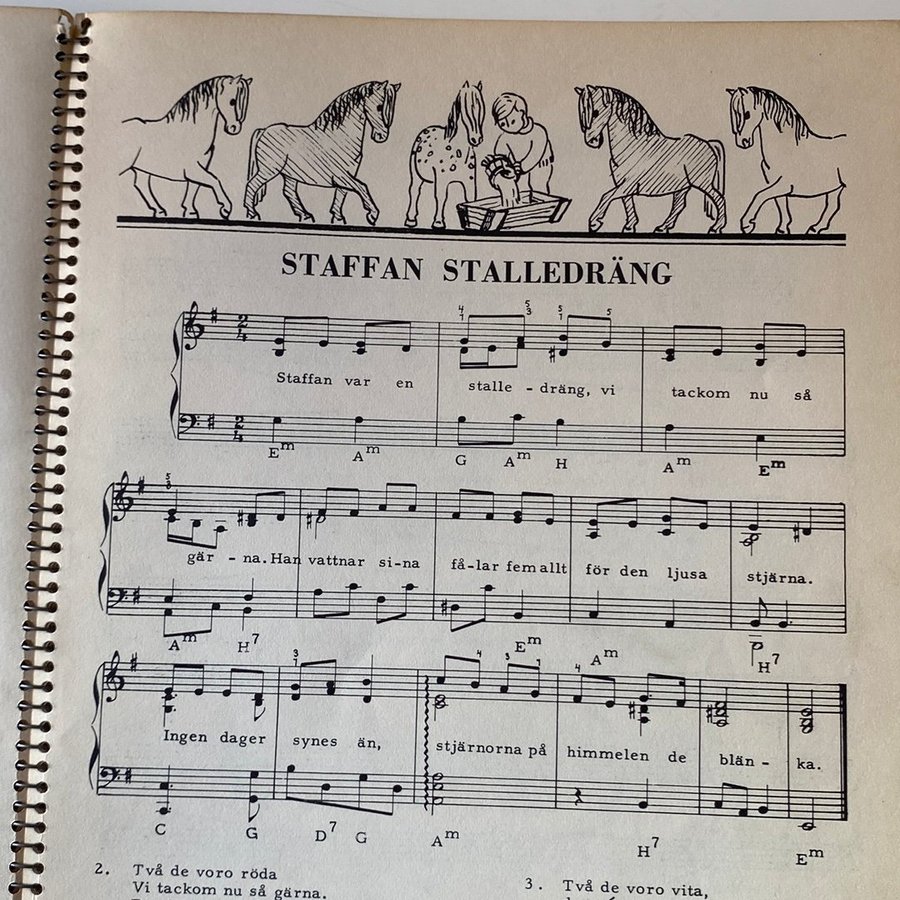 STAFFAN STALLEDRÄNG
Staffan var en stalle - dräng, vi tackom nu så
Em Am G Am H Am Em
gär - na. Han vattnar si-na få-lar fem allt för den ljusa stjärna.
Am H7 Em Am H7
Ingen dager synes än, stjärnorna på himmelen de blän - ka.
C G D7 G Am H7 Em
2. Två de voro röda
Vi tackom nu så gärna.
3. Två de voro vita,